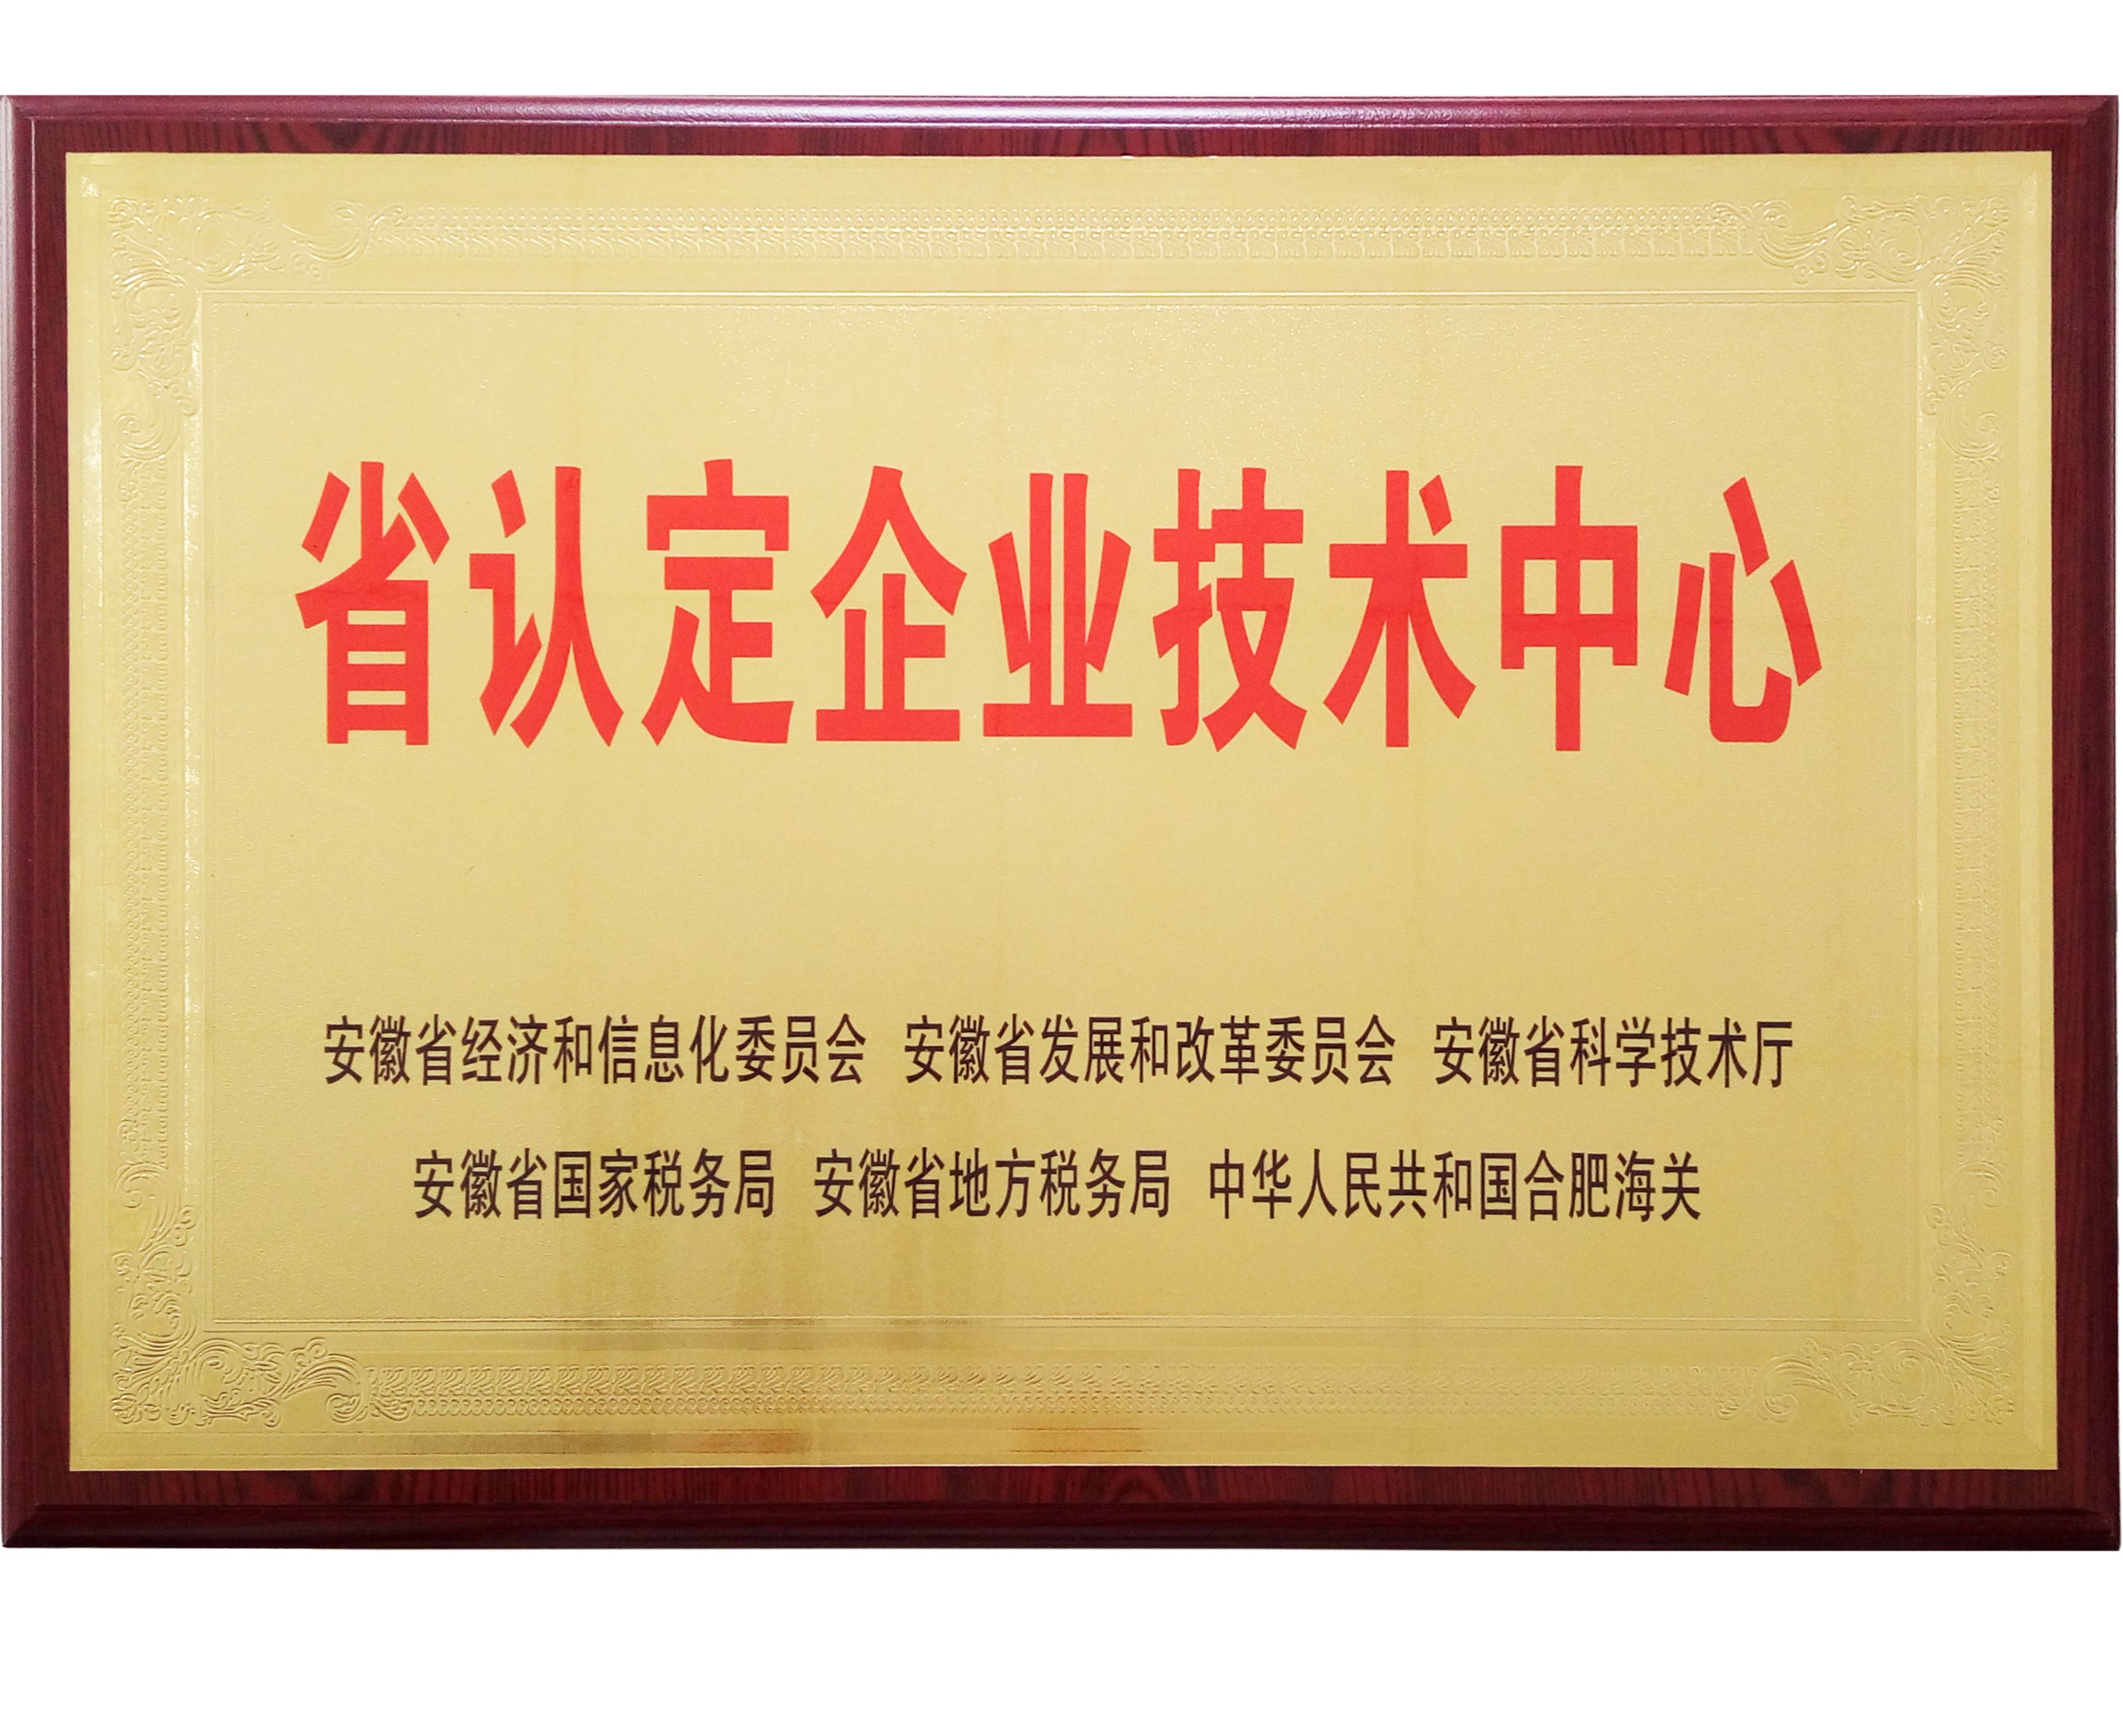 省认定企业技术中心
安徽省经济和信息化委员会 安徽省发展和改革委员会 安徽省科学技术厅
安徽省国家税务局 安徽省地方税务局 中华人民共和国合肥海关